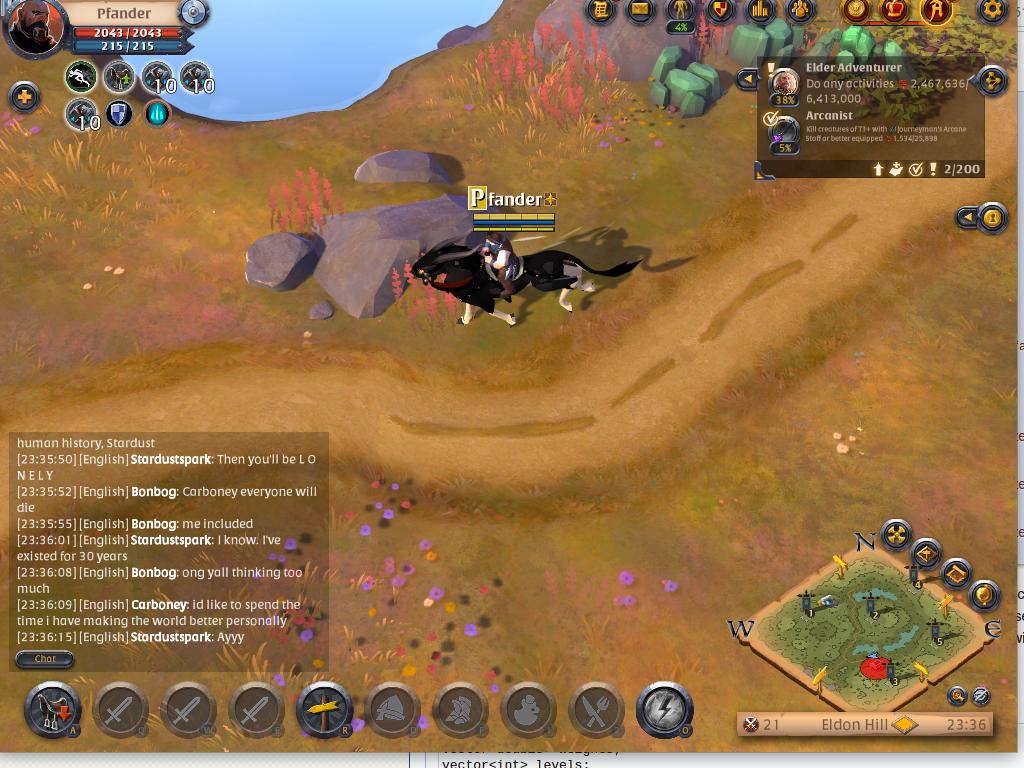 Pfander
2043 / 2043
215 / 215
10
10
10
4%
Elder Adventurer
Do any activities 2,467,636/
6,413,000
38%
Arcanist
Kill creatures of T3+ with Journeyman's Arcane
Staff or better equipped 1,534/25,898
5%
2/200
1
Pfander
human history, Stardust
[23:35:50] [English] Stardustspark: Then you'll be L O
N E L Y
[23:35:52] [English] Bonbog: Carboney everyone will
die
[23:35:55] [English] Bonbog: me included
[23:36:01] [English] Stardustspark: I know. I've
existed for 30 years
[23:36:08] [English] Bonbog: ong yall thinking too
much
[23:36:09] [English] Carboney: id like to spend the
time i have making the world better personally
[23:36:15] [English] Stardustspark: Ayyy
Chat
N
W
E
1
2
3
4
5
A
Q
W
E
R
D
F
O
21 Eldon Hill 23:36
vector<int> levels;